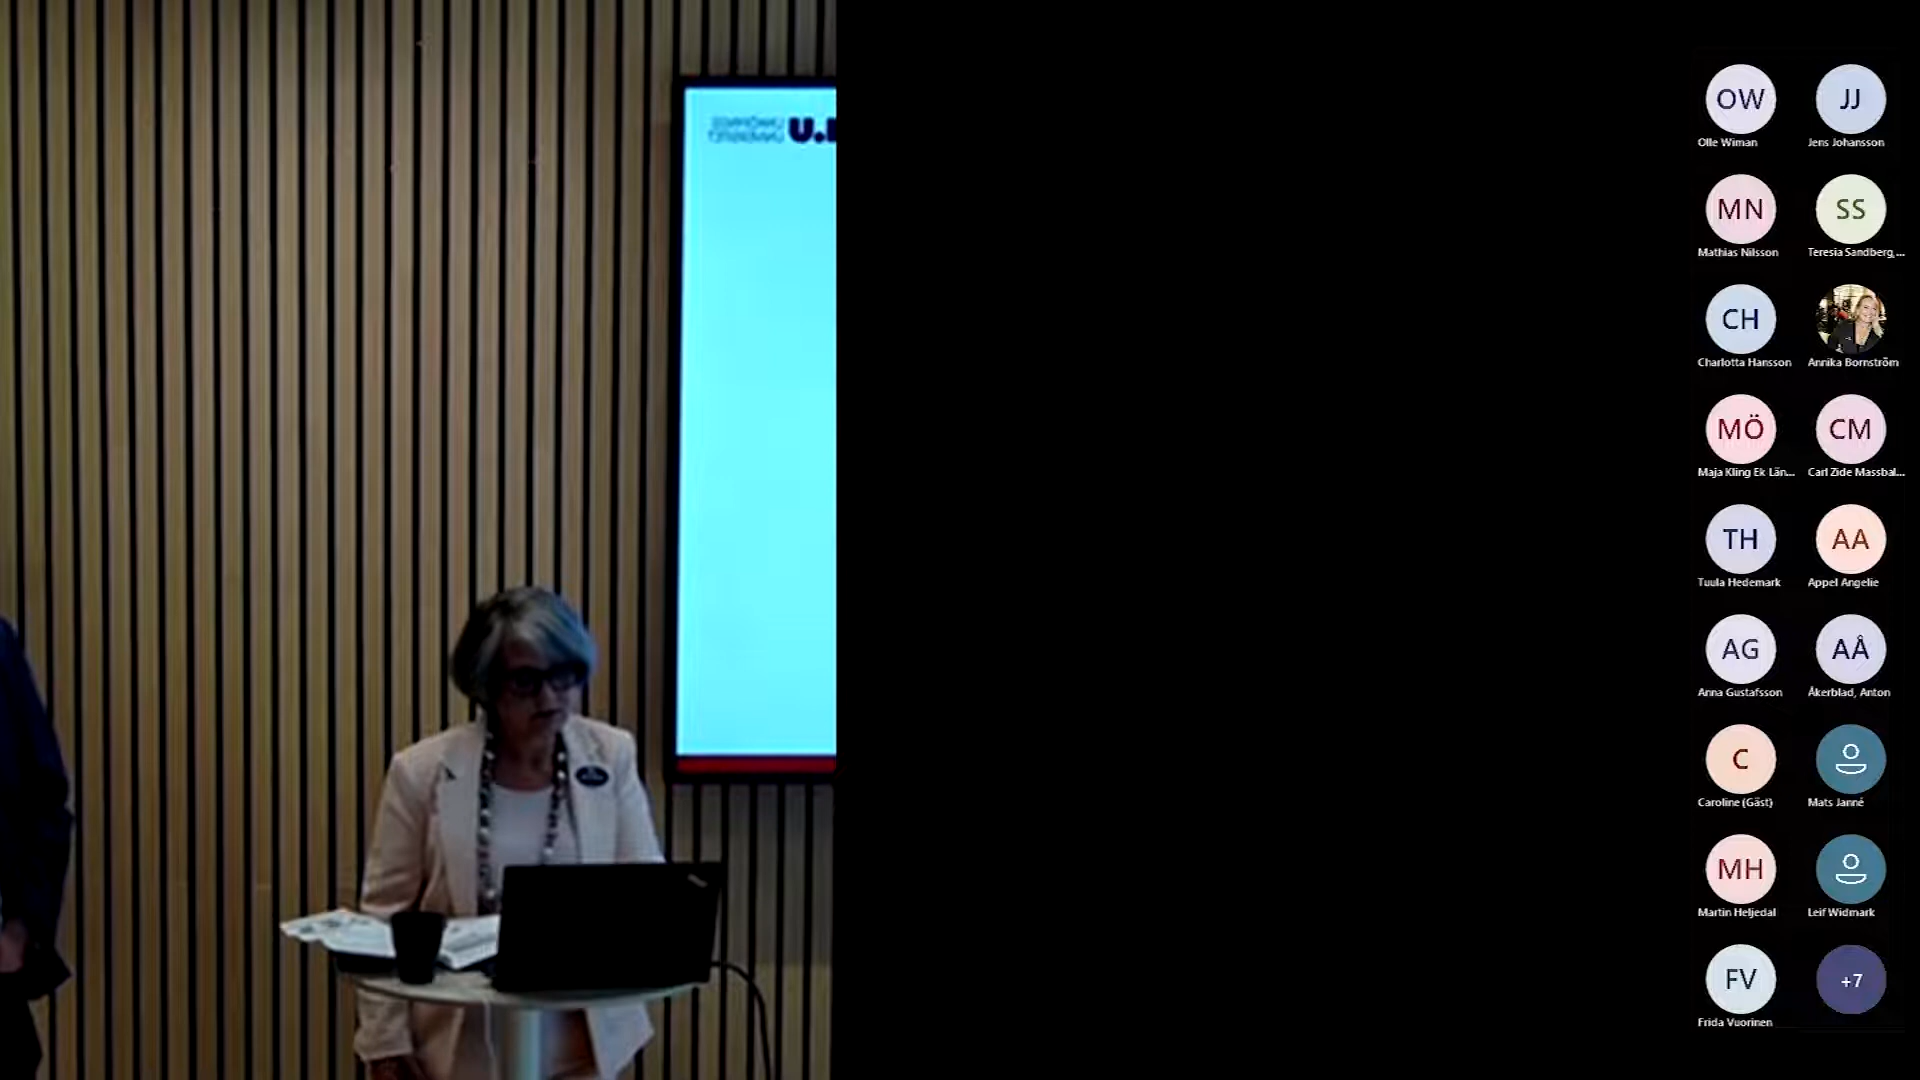 U.
OW
JJ
Olle Wiman
Jens Johansson
MN
SS
Mathias Nilsson
Teresia Sandberg,...
CH
Charlotta Hansson
Annika Bornström
MÖ
CM
Maja Kling Ek Län...
Carl Zide Massbal...
TH
AA
Tuula Hedemark
Appel Angelie
AG
AÅ
Anna Gustafsson
Åkerblad, Anton
C
Caroline (Gäst)
Mats Janné
MH
Martin Heljedal
Leif Widmark
FV
+7
Frida Vuorinen